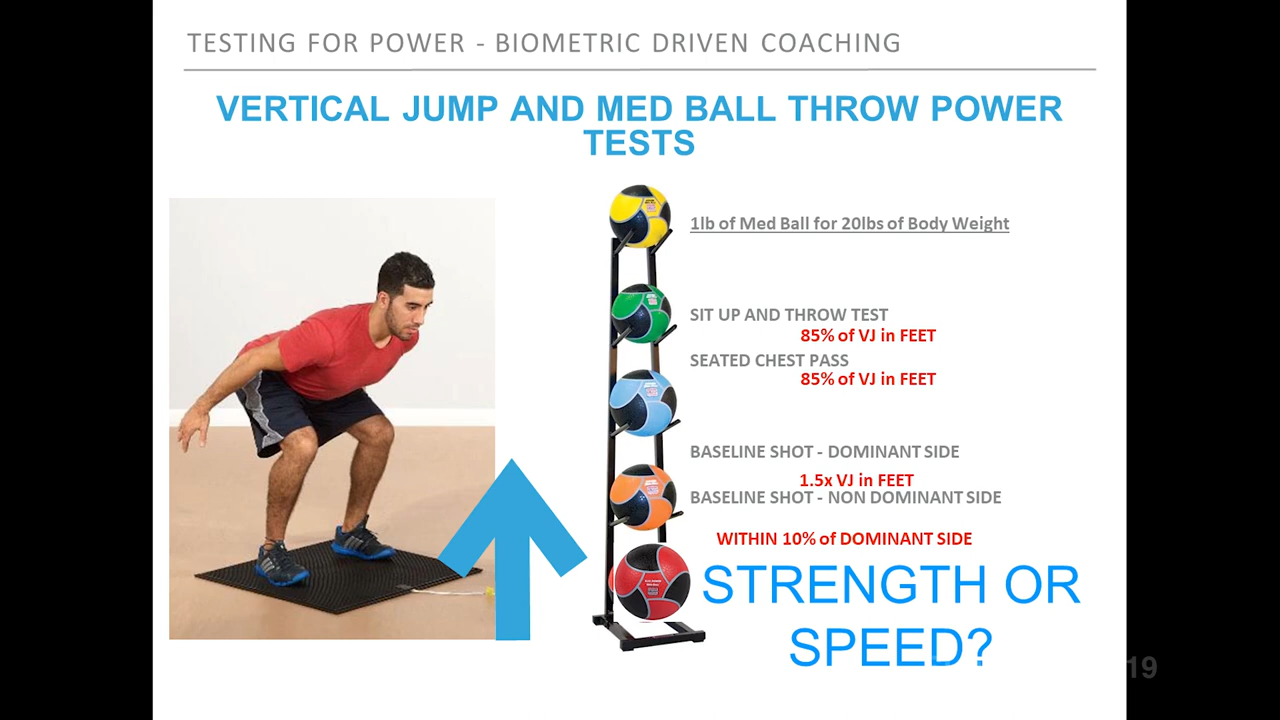 TESTING FOR POWER - BIOMETRIC DRIVEN COACHING
VERTICAL JUMP AND MED BALL THROW POWER
TESTS
1lb of Med Ball for 20lbs of Body Weight
SIT UP AND THROW TEST
85% of VJ in FEET
SEATED CHEST PASS
85% of VJ in FEET
BASELINE SHOT - DOMINANT SIDE
1.5x VJ in FEET
BASELINE SHOT - NON DOMINANT SIDE
WITHIN 10% of DOMINANT SIDE
STRENGTH OR
SPEED?
19